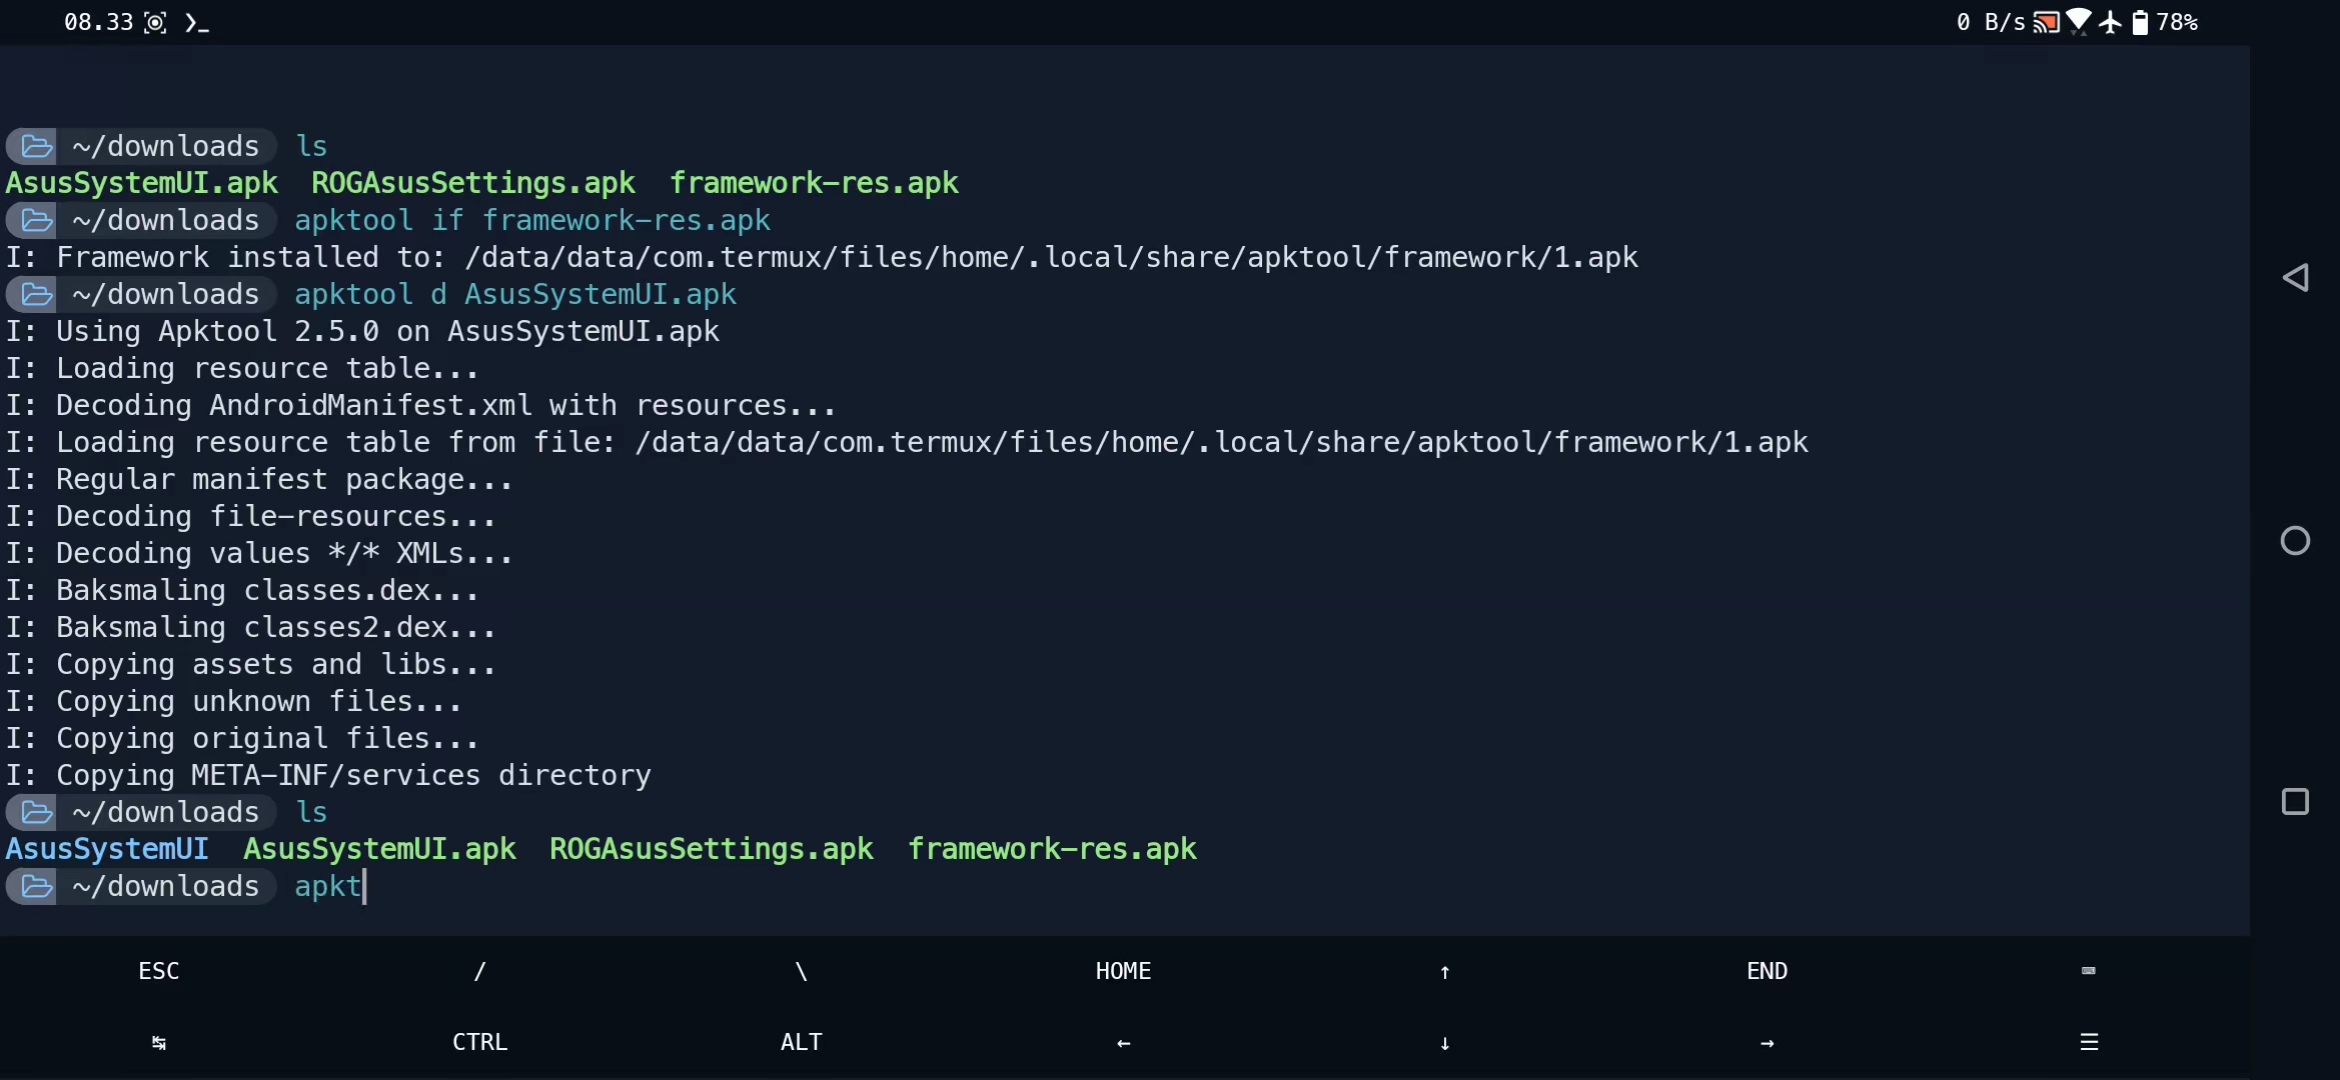 08.33 0 B/s 78%
~/downloads ls
AsusSystemUI.apk ROGAsusSettings.apk framework-res.apk
~/downloads apktool if framework-res.apk
I: Framework installed to: /data/data/com.termux/files/home/.local/share/apktool/framework/1.apk
~/downloads apktool d AsusSystemUI.apk
I: Using Apktool 2.5.0 on AsusSystemUI.apk
I: Loading resource table...
I: Decoding AndroidManifest.xml with resources...
I: Loading resource table from file: /data/data/com.termux/files/home/.local/share/apktool/framework/1.apk
I: Regular manifest package...
I: Decoding file-resources...
I: Decoding values */* XMLs...
I: Baksmaling classes.dex...
I: Baksmaling classes2.dex...
I: Copying assets and libs...
I: Copying unknown files...
I: Copying original files...
I: Copying META-INF/services directory
~/downloads ls
AsusSystemUI AsusSystemUI.apk ROGAsusSettings.apk framework-res.apk
~/downloads apkt
ESC / \ HOME ↑ END ⌨
↹ CTRL ALT ← ↓ → ☰